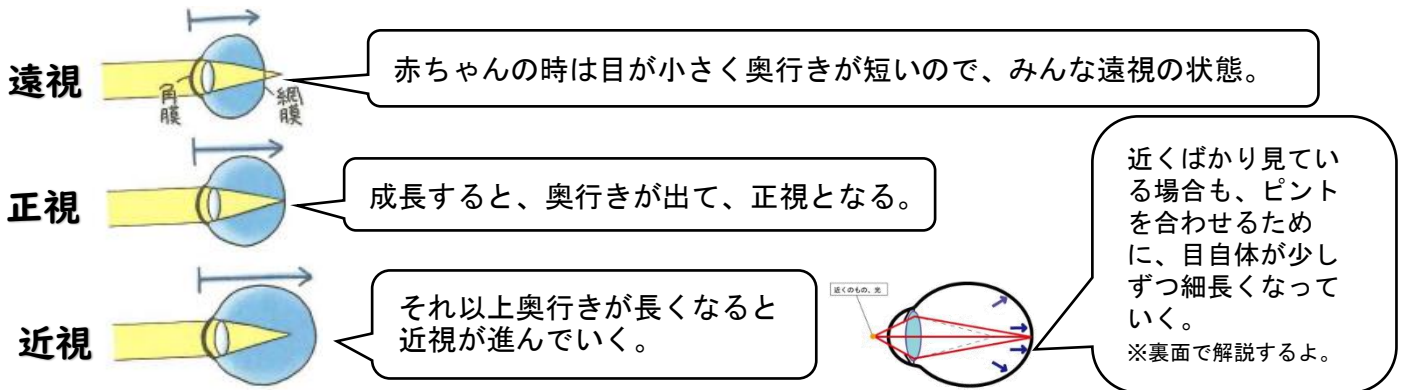 遠視
角膜
網膜
赤ちゃんの時は目が小さく奥行きが短いので、みんな遠視の状態。
正視
成長すると、奥行きが出て、正視となる。
近視
それ以上奥行きが長くなると
近視が進んでいく。
近くのもの、光
近くばかり見てい
る場合も、ピント
を合わせるため
に、目自体が少し
ずつ細長くなって
いく。
※裏面で解説するよ。